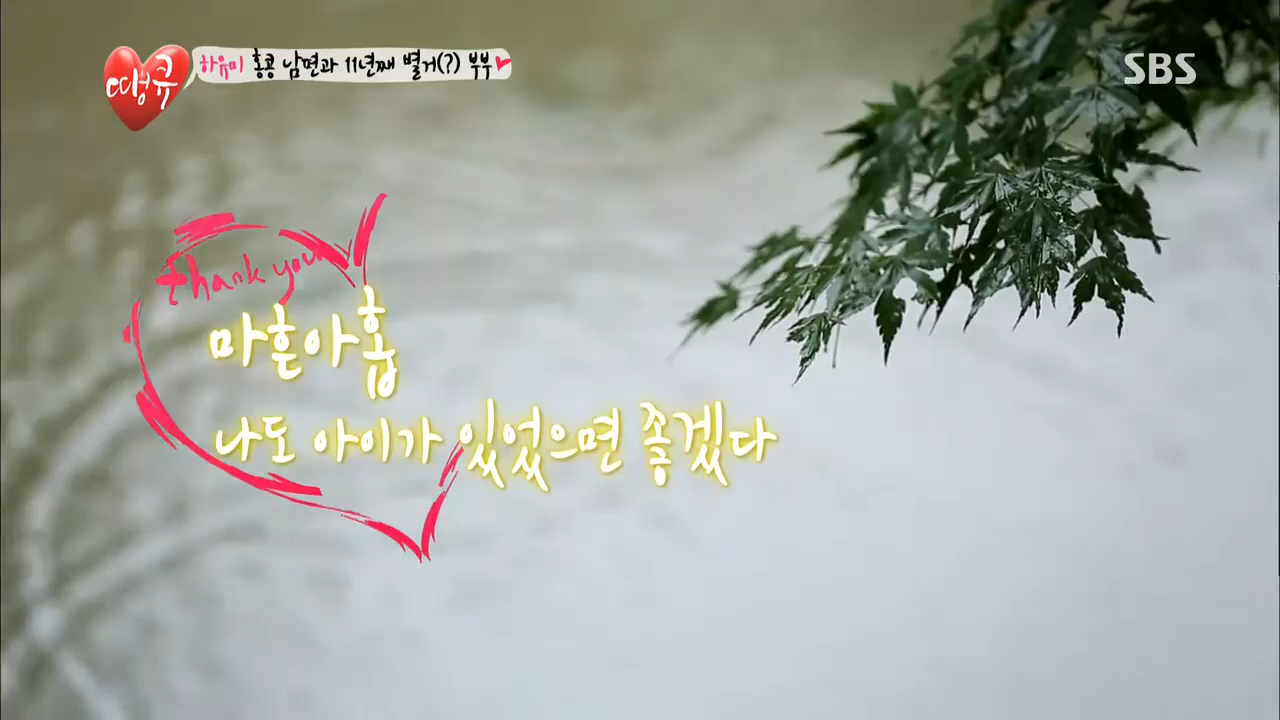 땡큐
하유미 홍콩 남편과 11년째 별거(?) 부부
SBS
thank you
마흔아홉
나도 아이가 있었으면 좋겠다